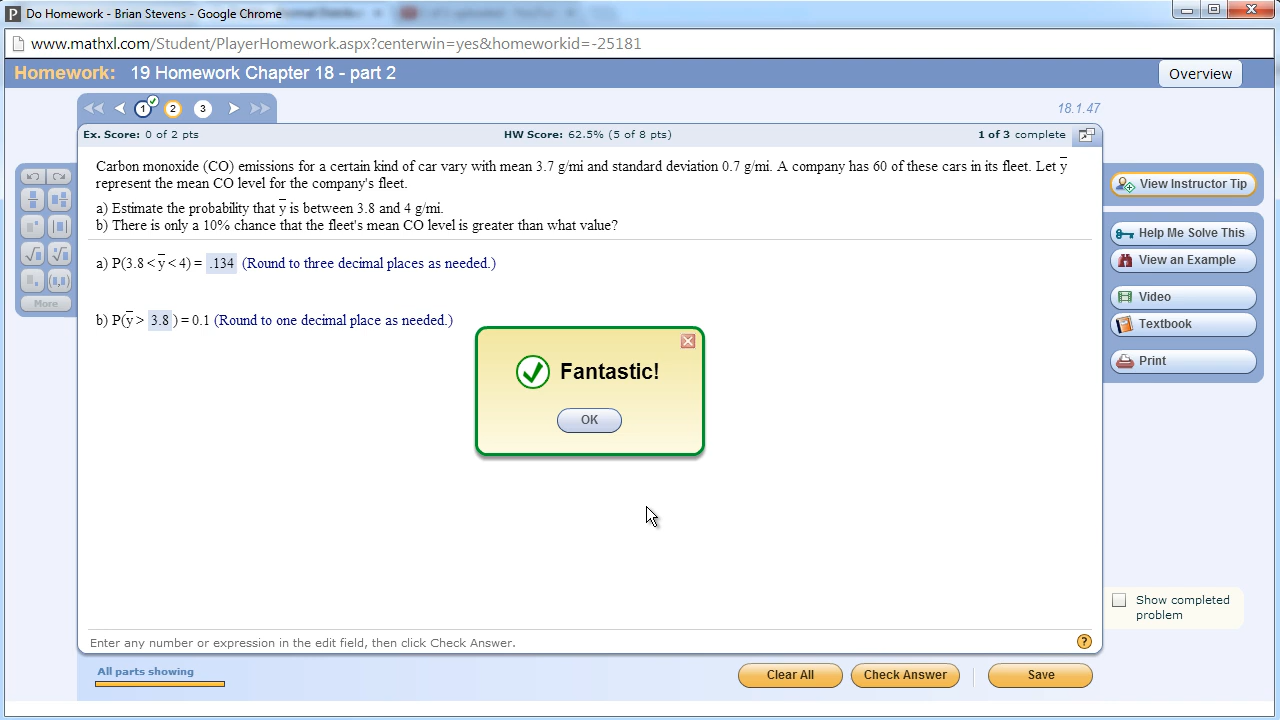 Do Homework - Brian Stevens - Google Chrome
www.mathxl.com/Student/PlayerHomework.aspx?centerwin=yes&homeworkid=-25181
Homework: 19 Homework Chapter 18 - part 2
Overview
1 2 3
18.1.47
Ex. Score: 0 of 2 pts HW Score: 62.5% (5 of 8 pts) 1 of 3 complete
Carbon monoxide (CO) emissions for a certain kind of car vary with mean 3.7 g/mi and standard deviation 0.7 g/mi. A company has 60 of these cars in its fleet. Let y̅
represent the mean CO level for the company's fleet.
a) Estimate the probability that y̅ is between 3.8 and 4 g/mi.
b) There is only a 10% chance that the fleet's mean CO level is greater than what value?
a) P(3.8 < y̅ < 4) = .134 (Round to three decimal places as needed.)
b) P(y̅ > 3.8 ) = 0.1 (Round to one decimal place as needed.)
Fantastic!
OK
More
View Instructor Tip
Help Me Solve This
View an Example
Video
Textbook
Print
Show completed
problem
Enter any number or expression in the edit field, then click Check Answer.
?
All parts showing
Clear All
Check Answer
Save